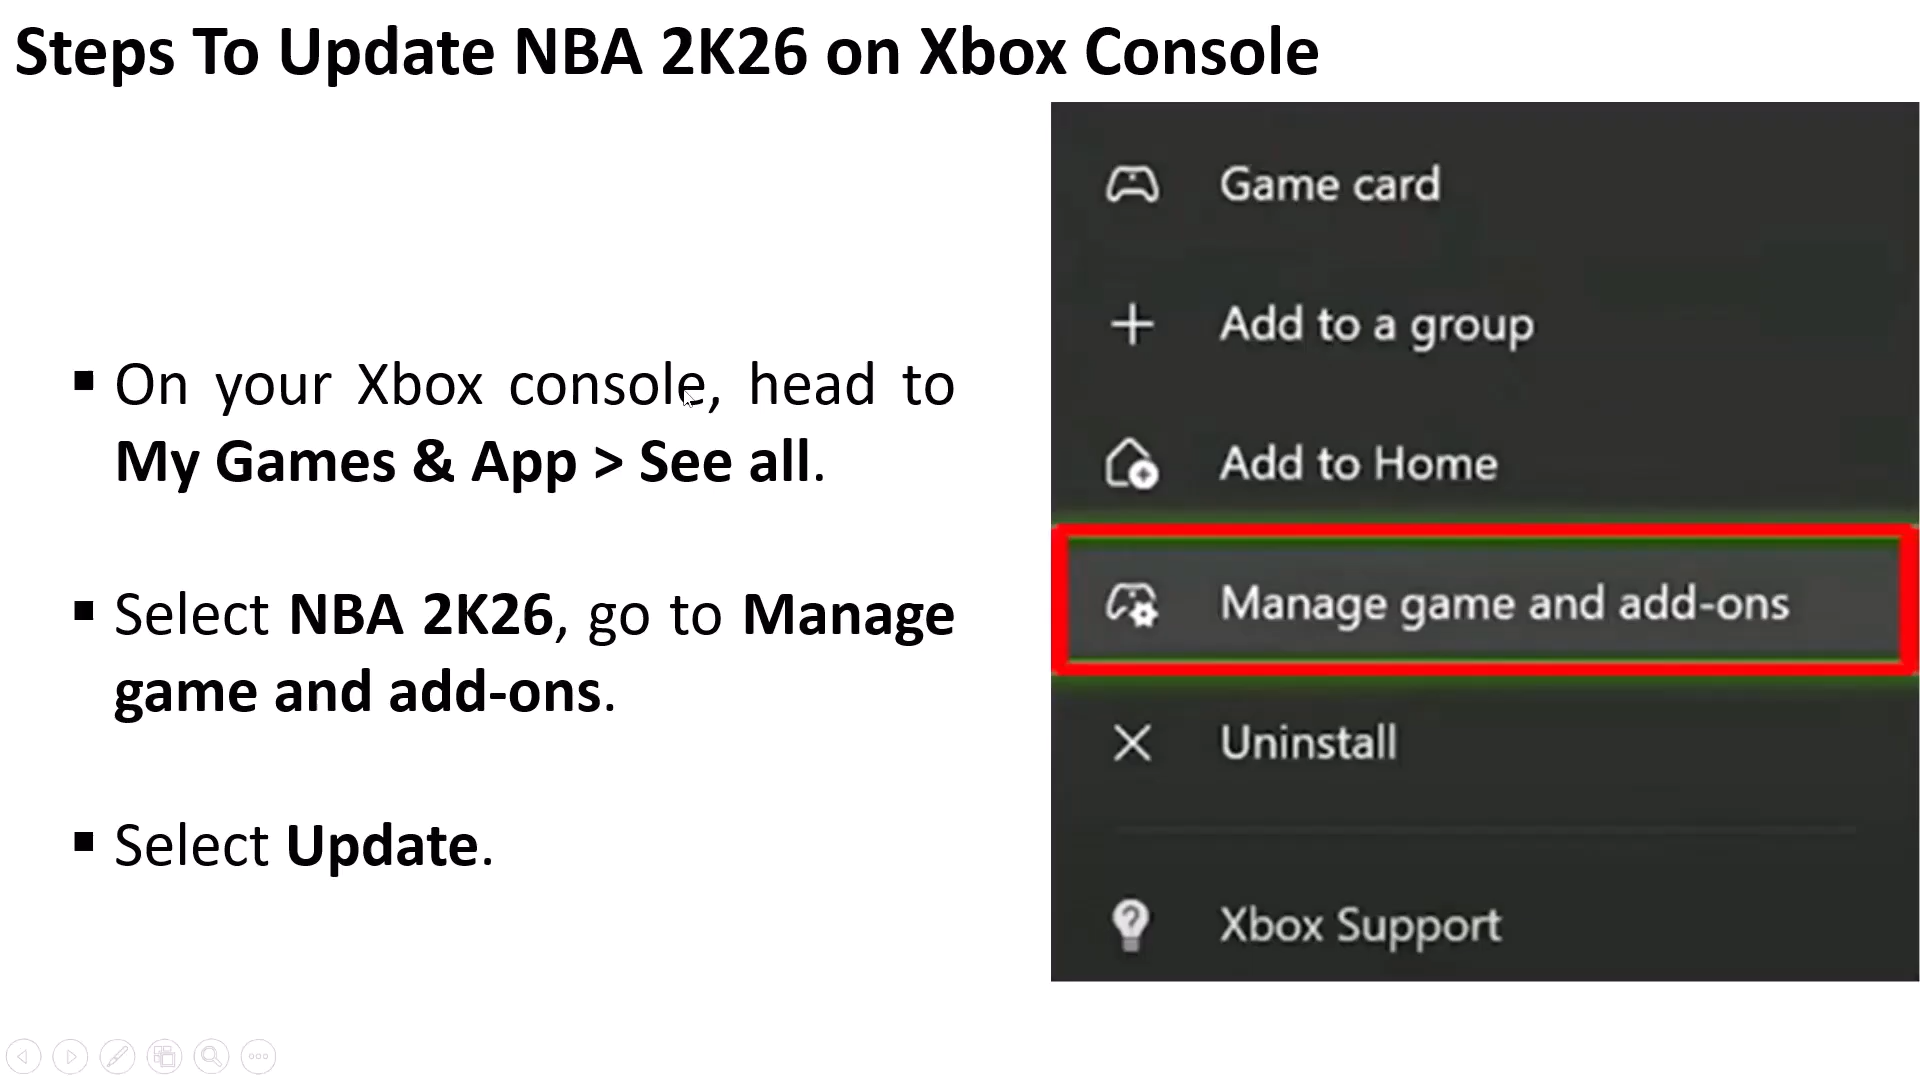 Steps To Update NBA 2K26 on Xbox Console
▪ On your Xbox console, head to
My Games & App > See all.
▪ Select NBA 2K26, go to Manage
game and add-ons.
▪ Select Update.
Game card
Add to a group
Add to Home
Manage game and add-ons
Uninstall
Xbox Support